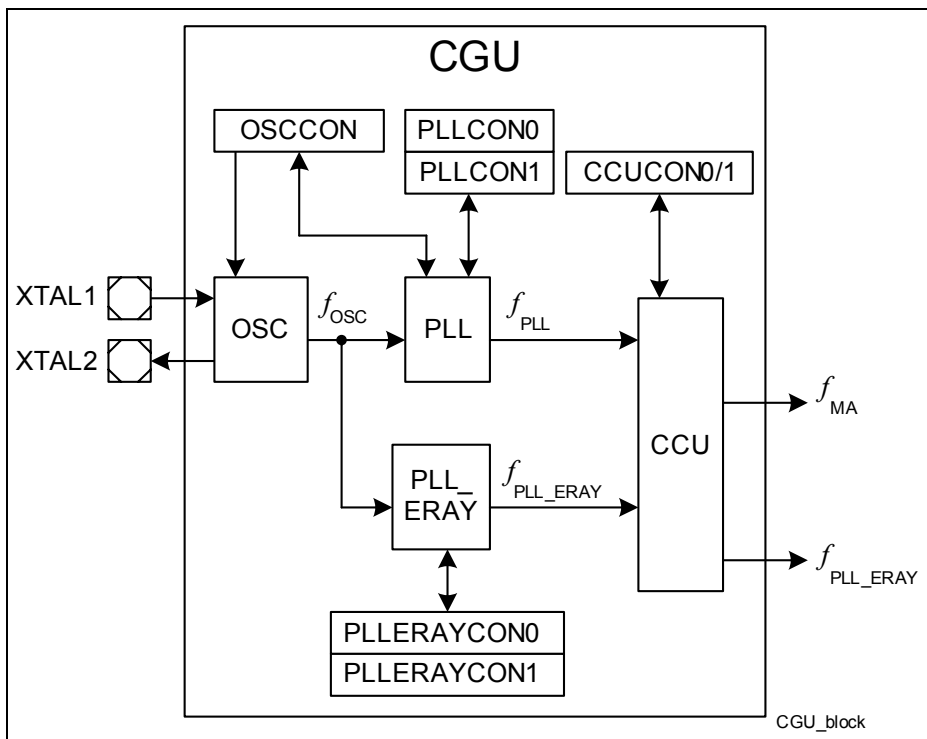 CGU
OSCCON
PLLCON0
PLLCON1
CCUCON0/1
XTAL1
XTAL2
OSC
fOSC
PLL
fPLL
CCU
fMA
PLL_
ERAY
fPLL_ERAY
fPLL_ERAY
PLLERAYCON0
PLLERAYCON1
CGU_block